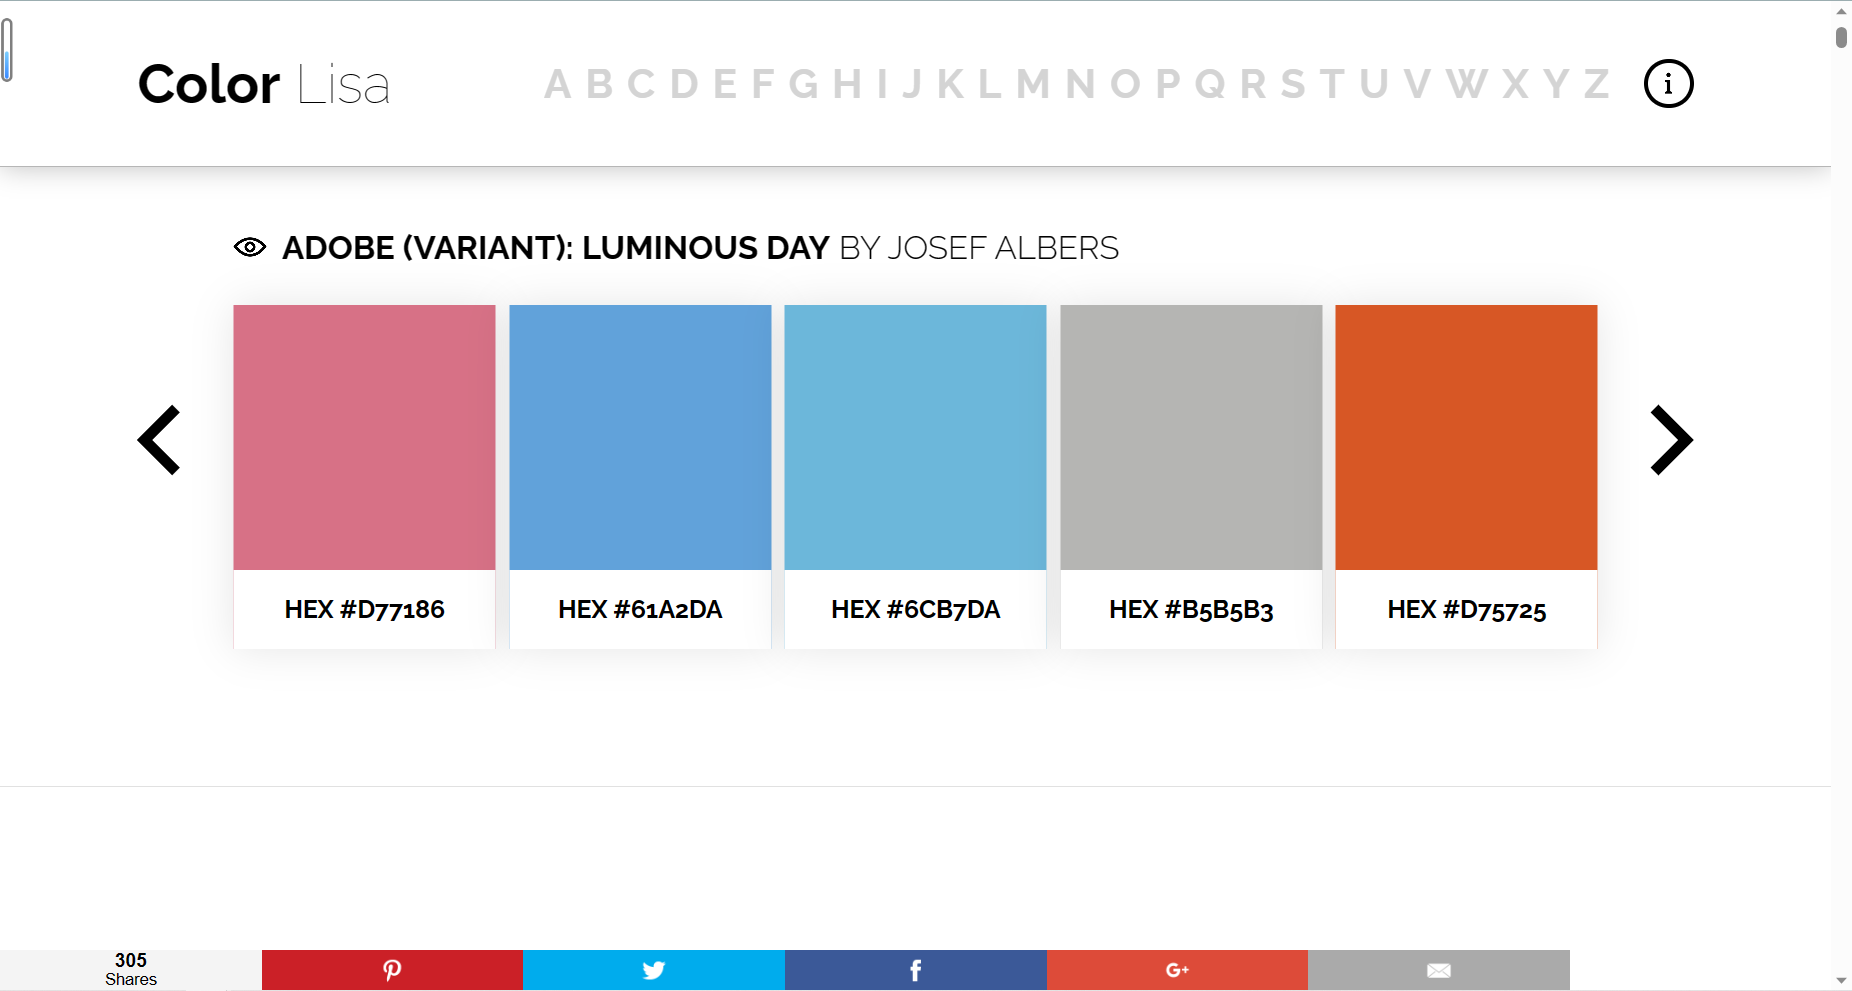 Color Lisa
A B C D E F G H I J K L M N O P Q R S T U V W X Y Z
ADOBE (VARIANT): LUMINOUS DAY BY JOSEF ALBERS
HEX #D77186
HEX #61A2DA
HEX #6CB7DA
HEX #B5B5B3
HEX #D75725
305
Shares